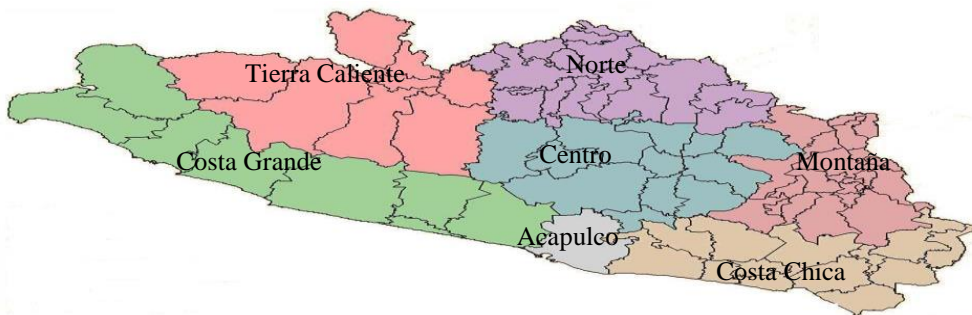 Norte
Tierra Caliente
Centro
Costa Grande
Montaña
Acapulco
Costa Chica